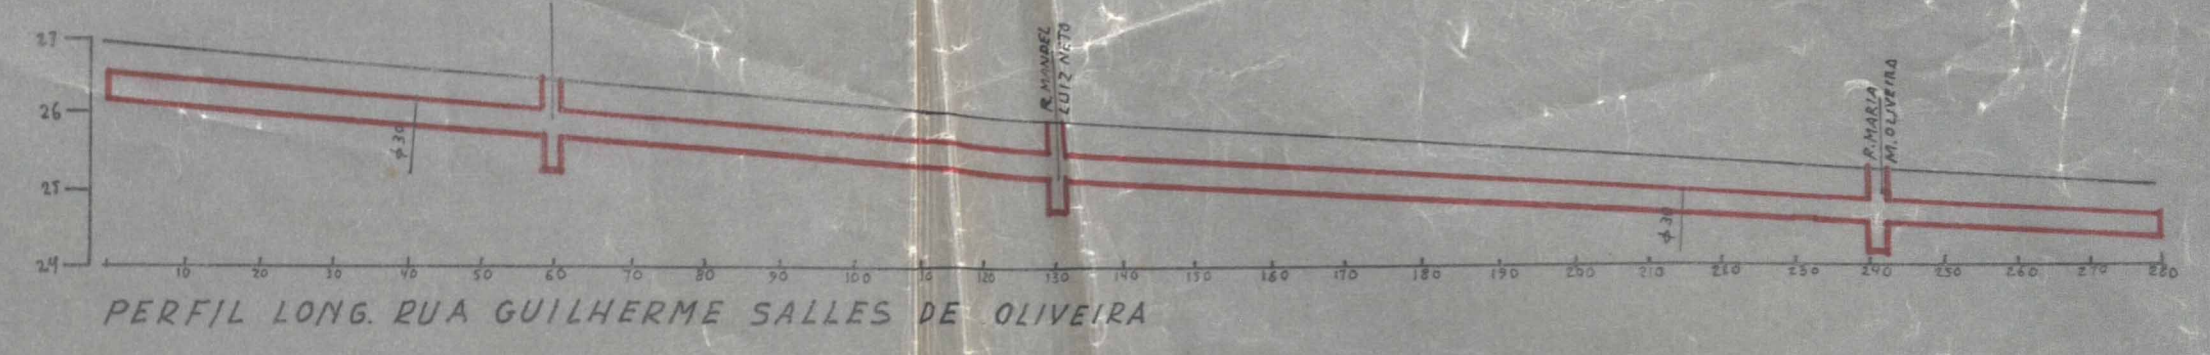 27
26
25
24
ϕ30
R. MANOEL
LUIZ NETO
ϕ30
R. MARIA
M. OLIVEIRA
10 20 30 40 50 60 70 80 90 100 110 120 130 140 150 160 170 180 190 200 210 220 230 240 250 260 270 280
PERFIL LONG. RUA GUILHERME SALLES DE OLIVEIRA